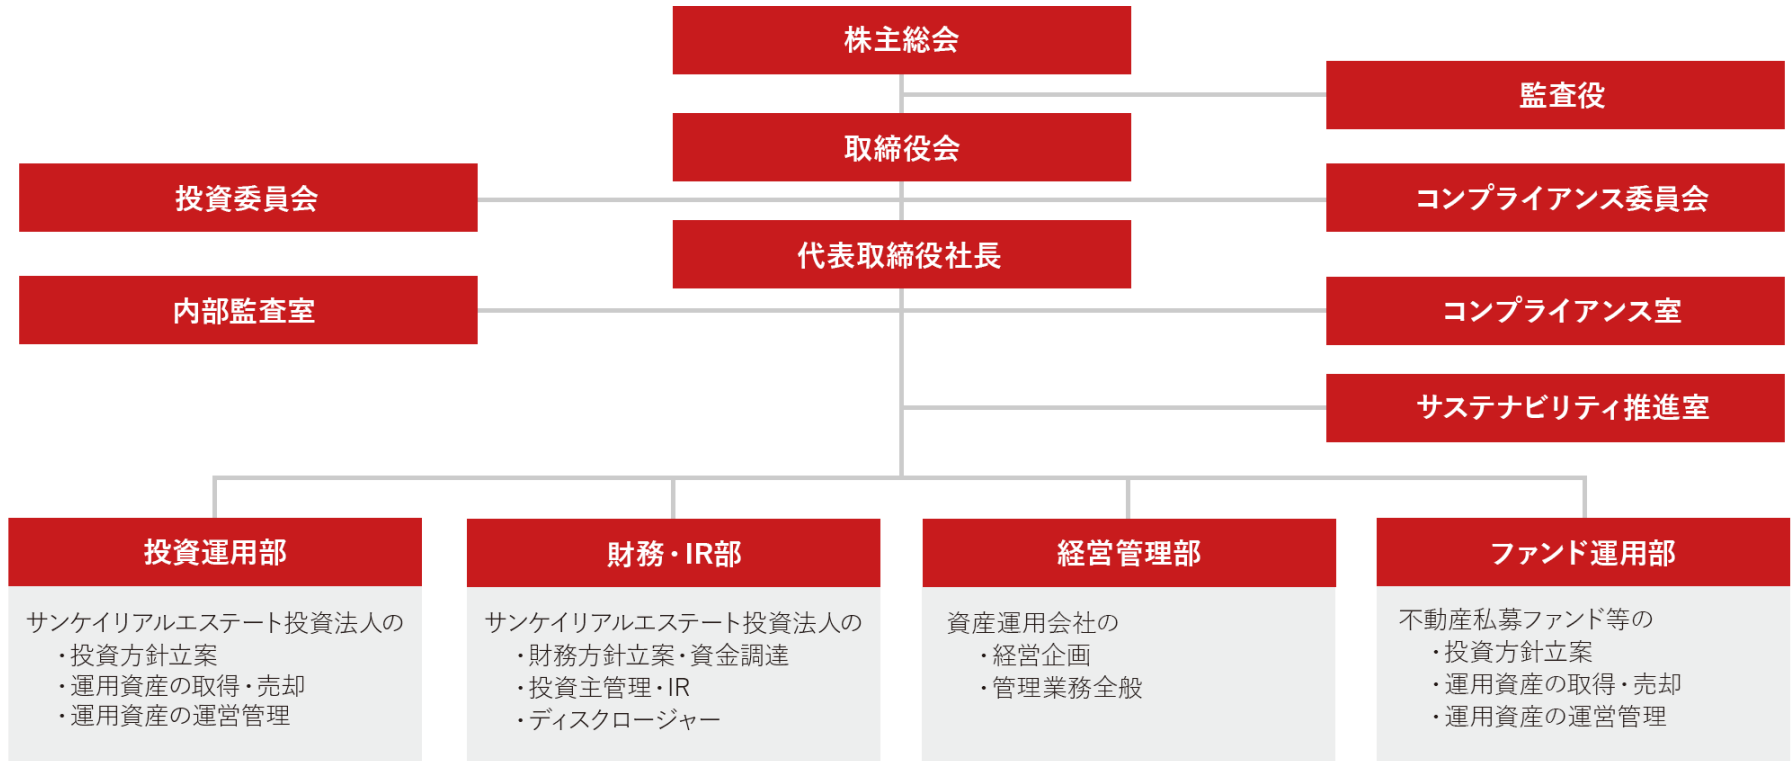 株主総会
監査役
取締役会
投資委員会
コンプライアンス委員会
代表取締役社長
内部監査室
コンプライアンス室
サステナビリティ推進室
投資運用部
サンケイリアルエステート投資法人の
・投資方針立案
・運用資産の取得・売却
・運用資産の運営管理
財務・IR部
サンケイリアルエステート投資法人の
・財務方針立案・資金調達
・投資主管理・IR
・ディスクロージャー
経営管理部
資産運用会社の
・経営企画
・管理業務全般
ファンド運用部
不動産私募ファンド等の
・投資方針立案
・運用資産の取得・売却
・運用資産の運営管理